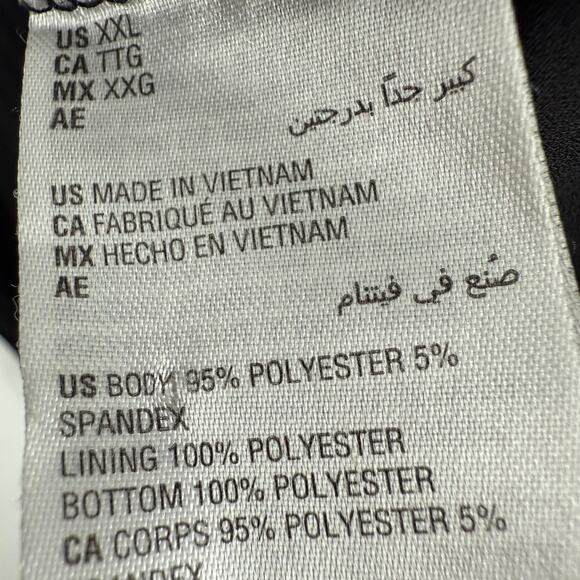 US XXL
CA TTG
MX XXG
AE
كبير جدًا بدرجتين
US MADE IN VIETNAM
CA FABRIQUÉ AU VIETNAM
MX HECHO EN VIETNAM
AE
صُنع في فيتنام
US BODY 95% POLYESTER 5%
SPANDEX
LINING 100% POLYESTER
BOTTOM 100% POLYESTER
CA CORPS 95% POLYESTER 5%
SPANDEX